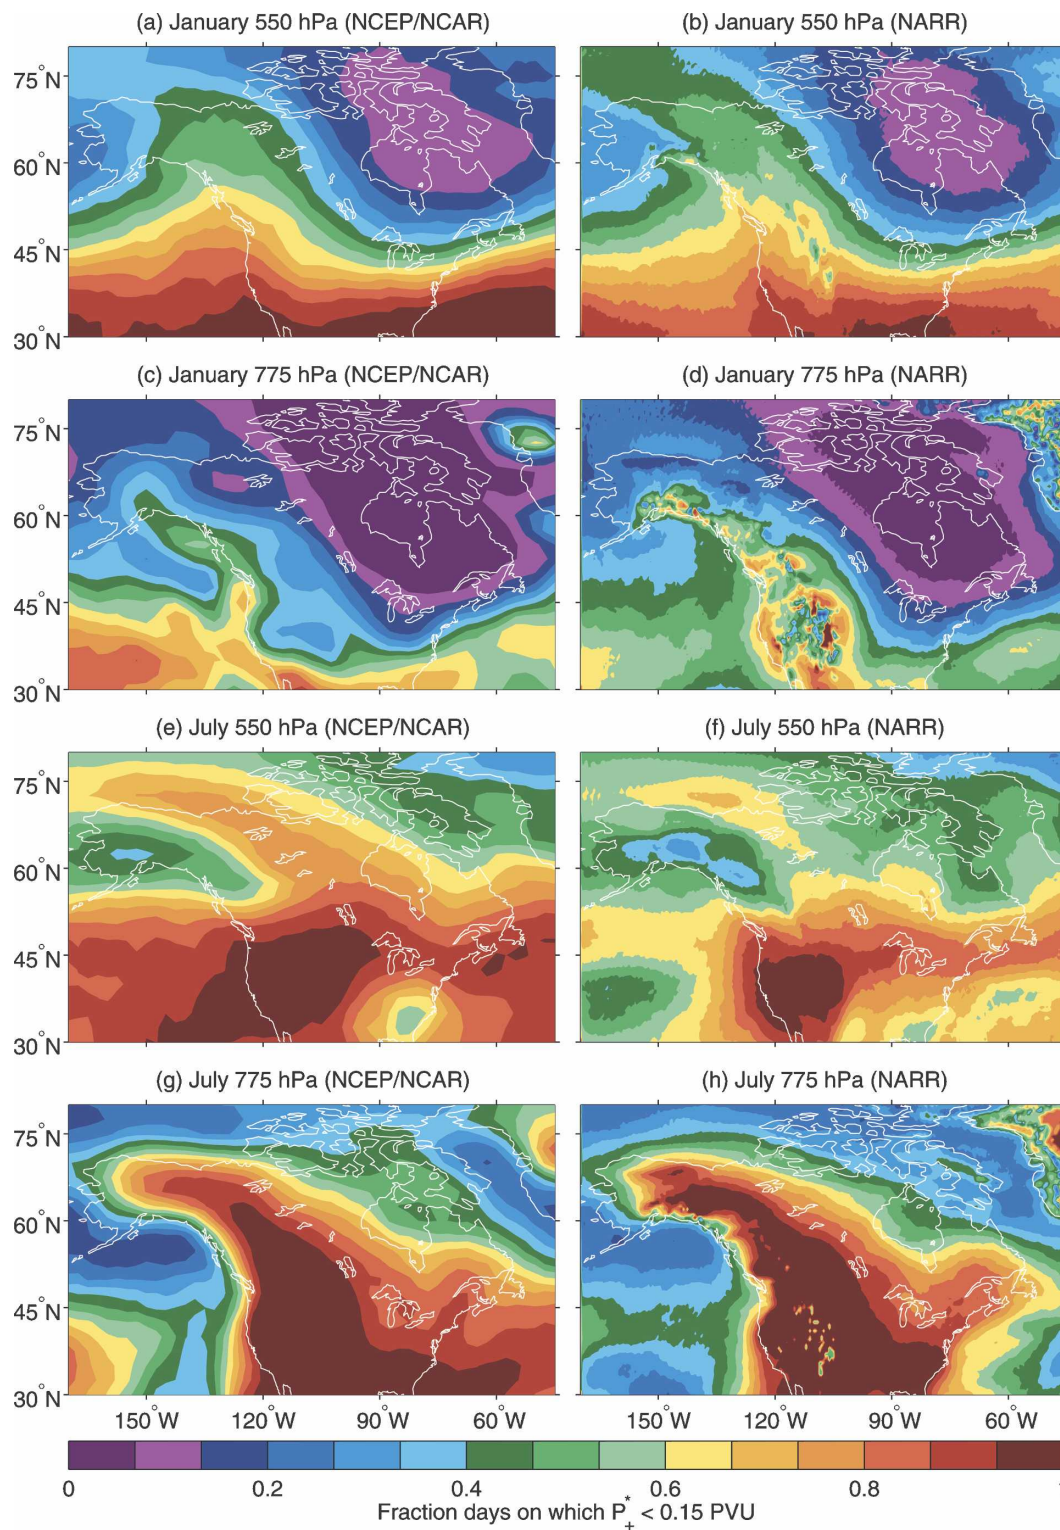 (a) January 550 hPa (NCEP/NCAR)
(b) January 550 hPa (NARR)
75°N
60°N
45°N
30°N
(c) January 775 hPa (NCEP/NCAR)
(d) January 775 hPa (NARR)
75°N
60°N
45°N
30°N
(e) July 550 hPa (NCEP/NCAR)
(f) July 550 hPa (NARR)
75°N
60°N
45°N
30°N
(g) July 775 hPa (NCEP/NCAR)
(h) July 775 hPa (NARR)
75°N
60°N
45°N
30°N
150°W 120°W 90°W 60°W 150°W 120°W 90°W 60°W
0 0.2 0.4 0.6 0.8
Fraction days on which P*+ < 0.15 PVU